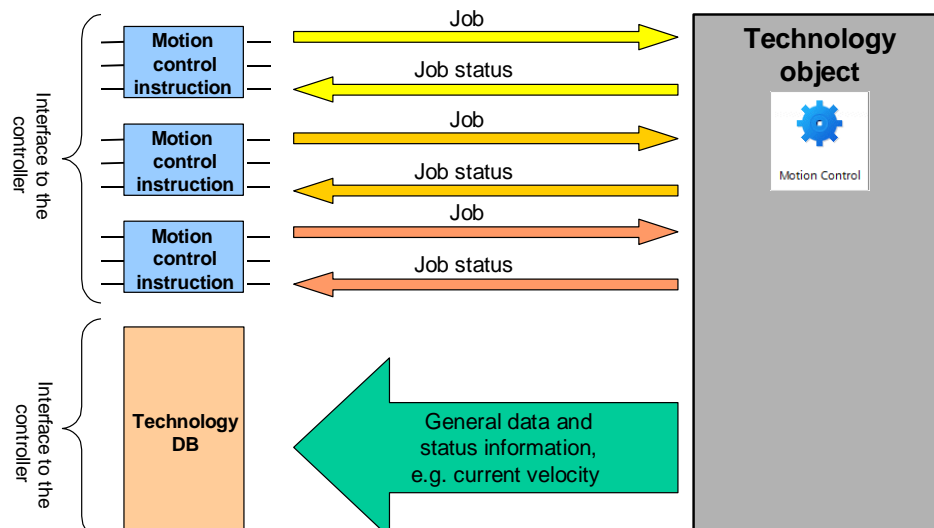 Interface to the
controller
Motion
control
instruction
Job
Job status
Motion
control
instruction
Job
Job status
Motion
control
instruction
Job
Job status
Technology
object
Motion Control
Interface to the
controller
Technology
DB
General data and
status information,
e.g. current velocity